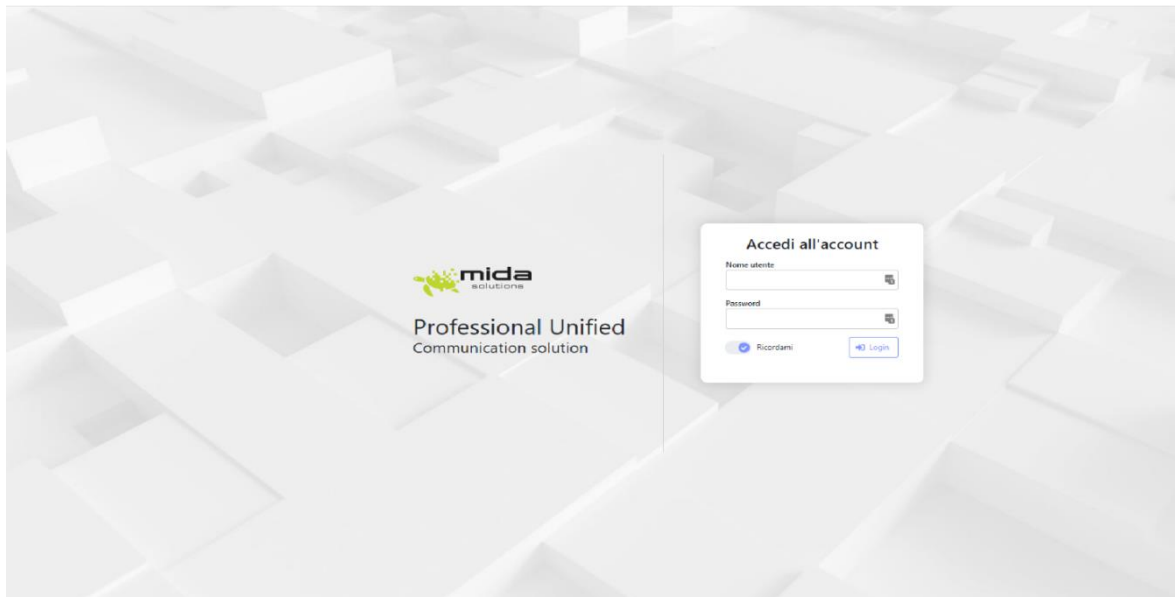 mida
solutions
Professional Unified
Communication solution
Accedi all'account
Nome utente
Password
Ricordami
Login